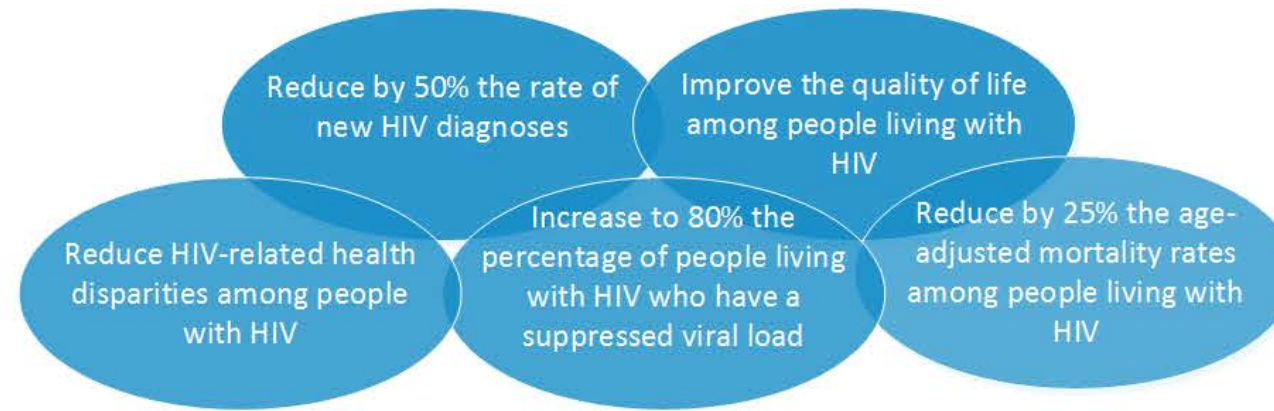 Reduce by 50% the rate of
new HIV diagnoses
Improve the quality of life
among people living with
HIV
Reduce HIV-related health
disparities among people
with HIV
Increase to 80% the
percentage of people living
with HIV who have a
suppressed viral load
Reduce by 25% the age-
adjusted mortality rates
among people living with
HIV